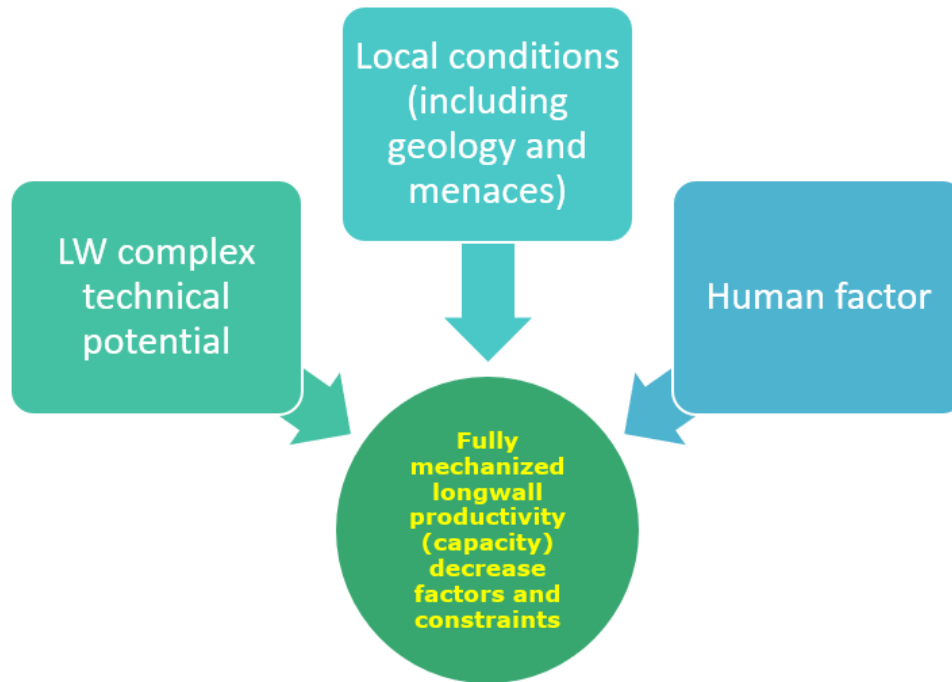 Local conditions
(including
geology and
menaces)
LW complex
technical
potential
Human factor
Fully
mechanized
longwall
productivity
(capacity)
decrease
factors and
constraints